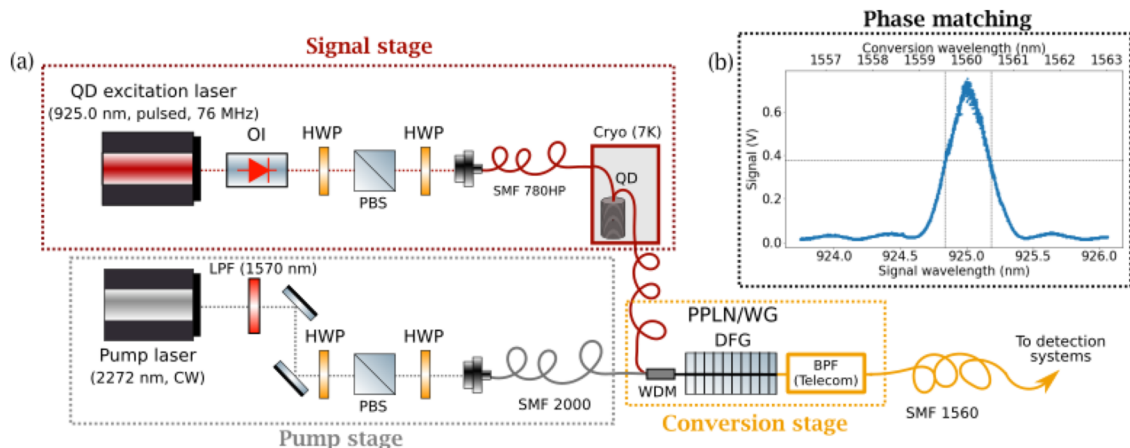 (a)
Signal stage
QD excitation laser
(925.0 nm, pulsed, 76 MHz)
OI
HWP
PBS
HWP
SMF 780HP
Cryo (7K)
QD
LPF (1570 nm)
Pump laser
(2272 nm, CW)
HWP
PBS
HWP
SMF 2000
Pump stage
PPLN/WG
DFG
WDM
BPF
(Telecom)
Conversion stage
SMF 1560
To detection
systems
Phase matching
(b)
Conversion wavelength (nm)
1557 1558 1559 1560 1561 1562 1563
Signal (V)
0.6
0.4
0.2
0.0
924.0 924.5 925.0 925.5 926.0
Signal wavelength (nm)